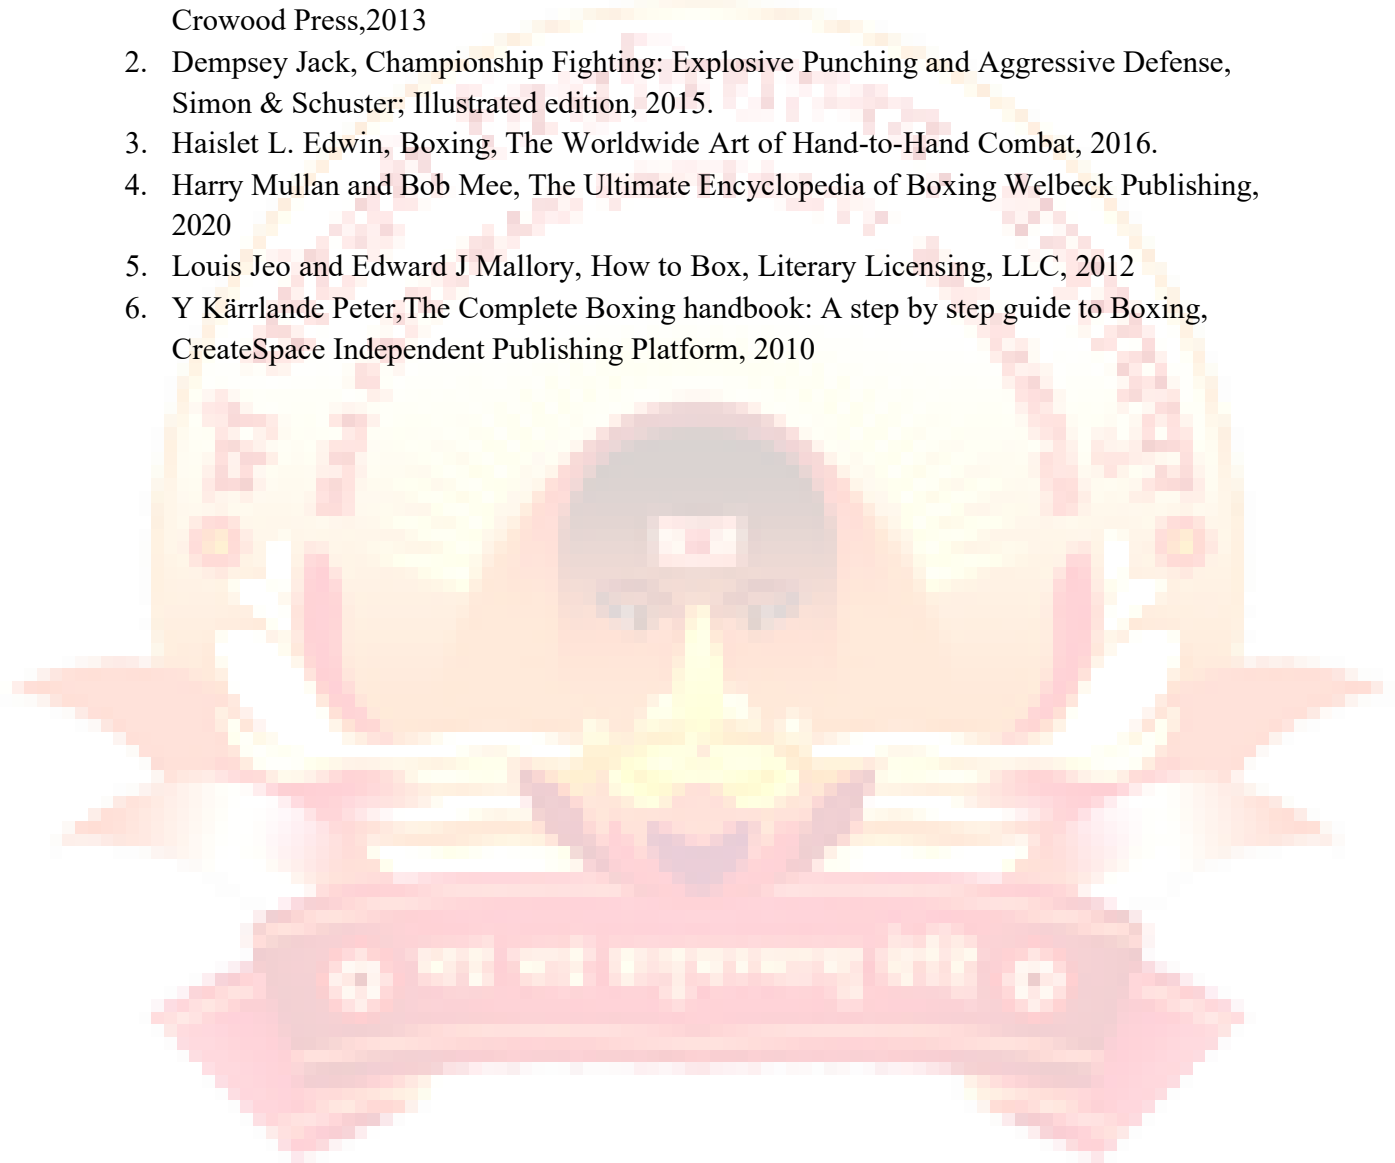 Crowood Press,2013
2. Dempsey Jack, Championship Fighting: Explosive Punching and Aggressive Defense,
Simon & Schuster; Illustrated edition, 2015.
3. Haislet L. Edwin, Boxing, The Worldwide Art of Hand-to-Hand Combat, 2016.
4. Harry Mullan and Bob Mee, The Ultimate Encyclopedia of Boxing Welbeck Publishing,
2020
5. Louis Jeo and Edward J Mallory, How to Box, Literary Licensing, LLC, 2012
6. Y Kärrlande Peter,The Complete Boxing handbook: A step by step guide to Boxing,
CreateSpace Independent Publishing Platform, 2010